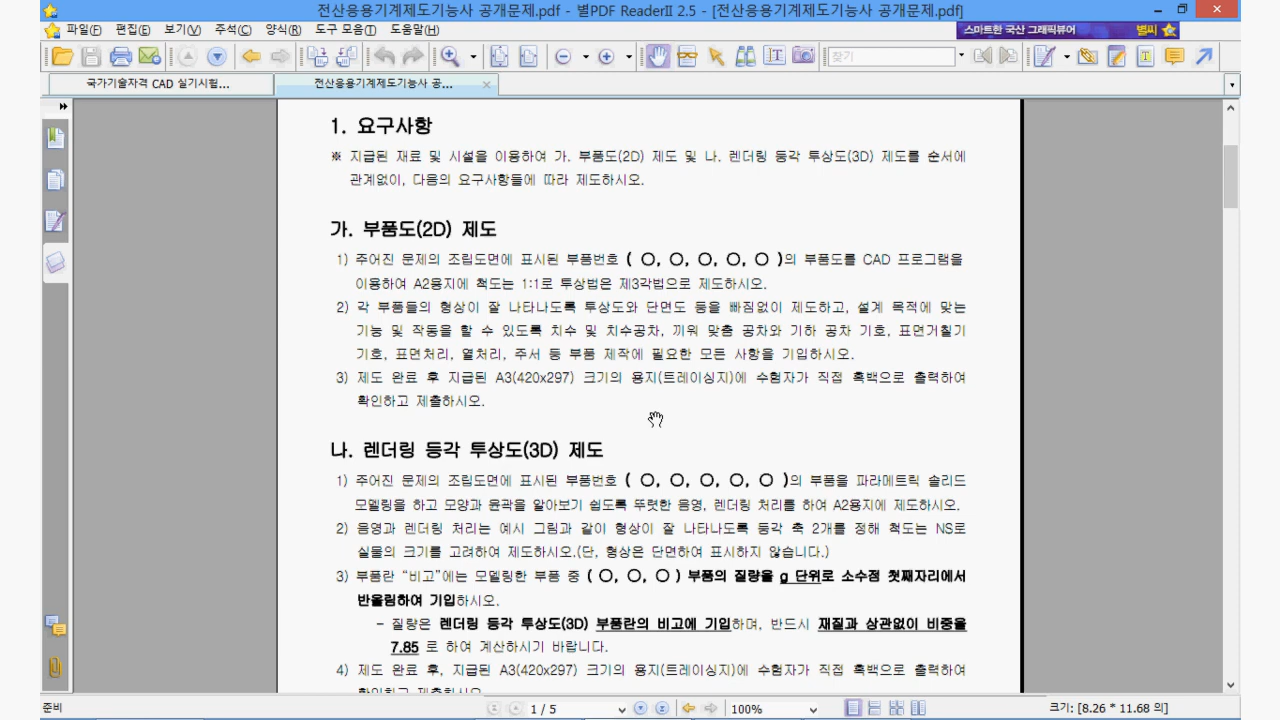 전산응용기계제도기능사 공개문제.pdf - 별PDF ReaderII 2.5 - [전산응용기계제도기능사 공개문제.pdf]
파일(F) 편집(E) 보기(V) 주석(C) 양식(R) 도구 모음(T) 도움말(H)
스마트한 국산 그래픽뷰어 별씨
찾기
국가기술자격 CAD 실기시험... 전산응용기계제도기능사 공...
1. 요구사항
※ 지급된 재료 및 시설을 이용하여 가. 부품도(2D) 제도 및 나. 렌더링 등각 투상도(3D) 제도를 순서에
관계없이, 다음의 요구사항들에 따라 제도하시오.
가. 부품도(2D) 제도
1) 주어진 문제의 조립도면에 표시된 부품번호 ( ○, ○, ○, ○, ○ )의 부품도를 CAD 프로그램을
이용하여 A2용지에 척도는 1:1로 투상법은 제3각법으로 제도하시오.
2) 각 부품들의 형상이 잘 나타나도록 투상도와 단면도 등을 빠짐없이 제도하고, 설계 목적에 맞는
기능 및 작동을 할 수 있도록 치수 및 치수공차, 끼워 맞춤 공차와 기하 공차 기호, 표면거칠기
기호, 표면처리, 열처리, 주서 등 부품 제작에 필요한 모든 사항을 기입하시오.
3) 제도 완료 후 지급된 A3(420x297) 크기의 용지(트레이싱지)에 수험자가 직접 흑백으로 출력하여
확인하고 제출하시오.
나. 렌더링 등각 투상도(3D) 제도
1) 주어진 문제의 조립도면에 표시된 부품번호 ( ○, ○, ○, ○, ○ )의 부품을 파라메트릭 솔리드
모델링을 하고 모양과 윤곽을 알아보기 쉽도록 뚜렷한 음영, 렌더링 처리를 하여 A2용지에 제도하시오.
2) 음영과 렌더링 처리는 예시 그림과 같이 형상이 잘 나타나도록 등각 축 2개를 정해 척도는 NS로
실물의 크기를 고려하여 제도하시오.(단, 형상은 단면하여 표시하지 않습니다.)
3) 부품란 “비고”에는 모델링한 부품 중 ( ○, ○, ○ ) 부품의 질량을 g 단위로 소수점 첫째자리에서
반올림하여 기입하시오.
- 질량은 렌더링 등각 투상도(3D) 부품란의 비고에 기입하며, 반드시 재질과 상관없이 비중을
7.85 로 하여 계산하시기 바랍니다.
4) 제도 완료 후, 지급된 A3(420x297) 크기의 용지(트레이싱지)에 수험자가 직접 흑백으로 출력하여
확인하고 제출하시오.
준비 1 / 5 100% 크기: [8.26 * 11.68 의]